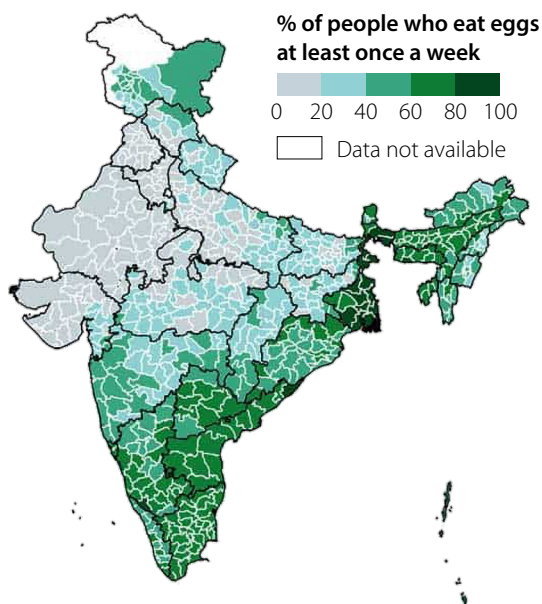 % of people who eat eggs
at least once a week
0 20 40 60 80 100
Data not available